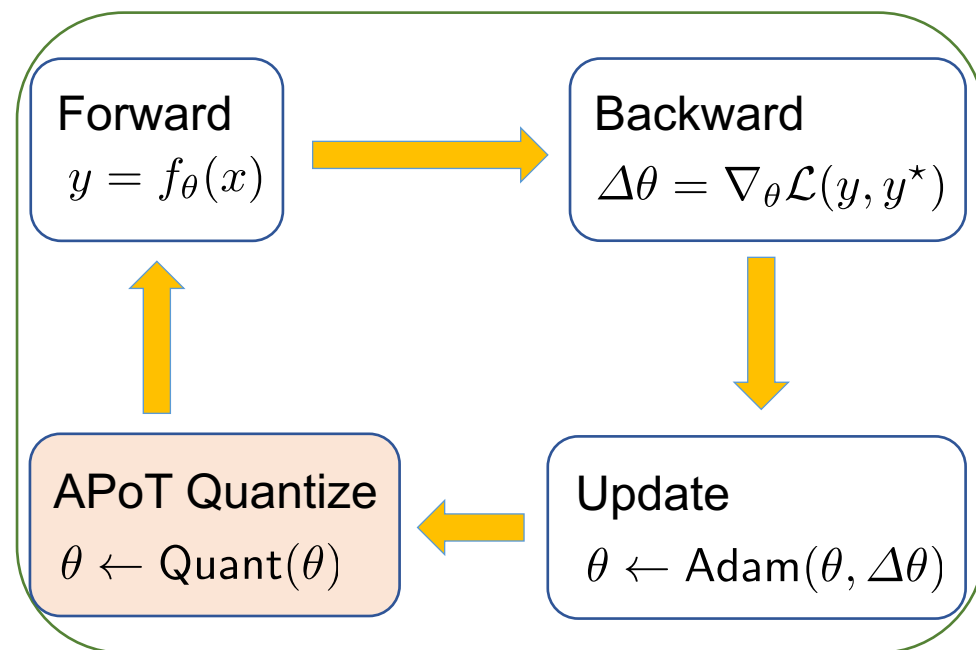 Forward
y = f_θ(x)
Backward
Δθ = ∇_θ ℒ(y, y⋆)
APoT Quantize
θ ← Quant(θ)
Update
θ ← Adam(θ, Δθ)